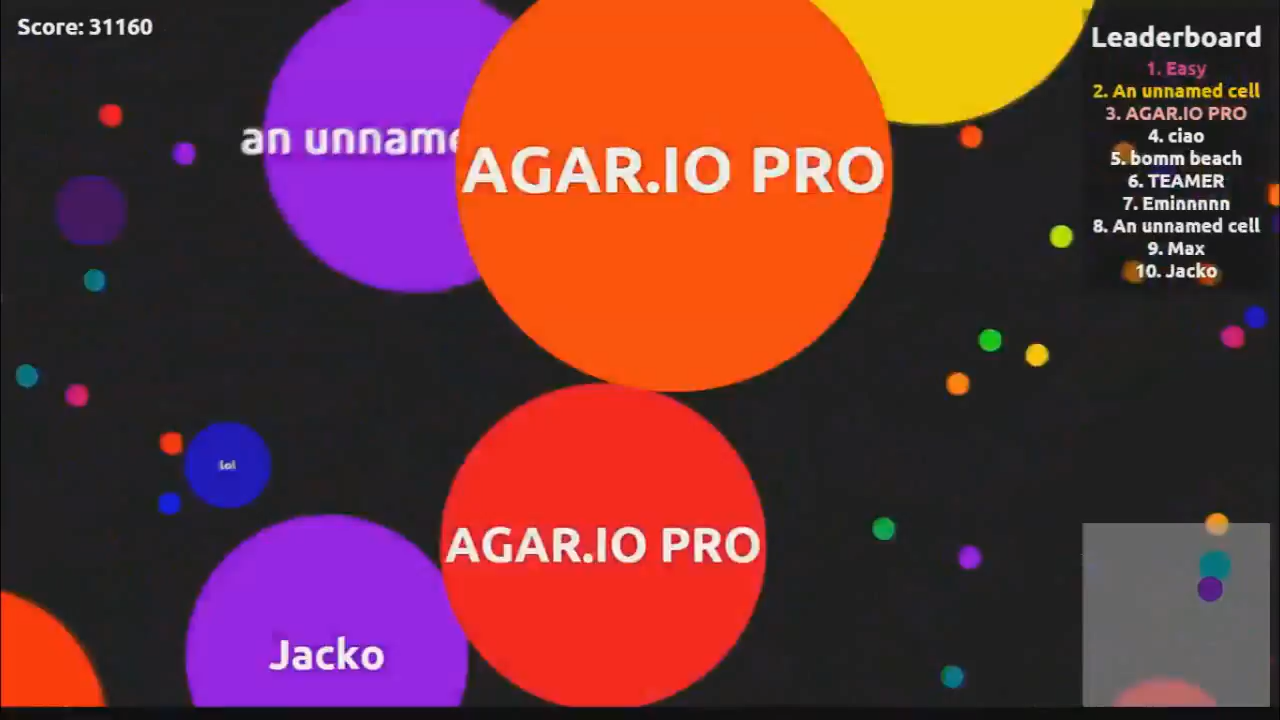 Score: 31160
Leaderboard
1. Easy
2. An unnamed cell
3. AGAR.IO PRO
4. ciao
5. bomm beach
6. TEAMER
7. Eminnnnn
8. An unnamed cell
9. Max
10. Jacko
an unname
AGAR.IO PRO
lol
AGAR.IO PRO
Jacko